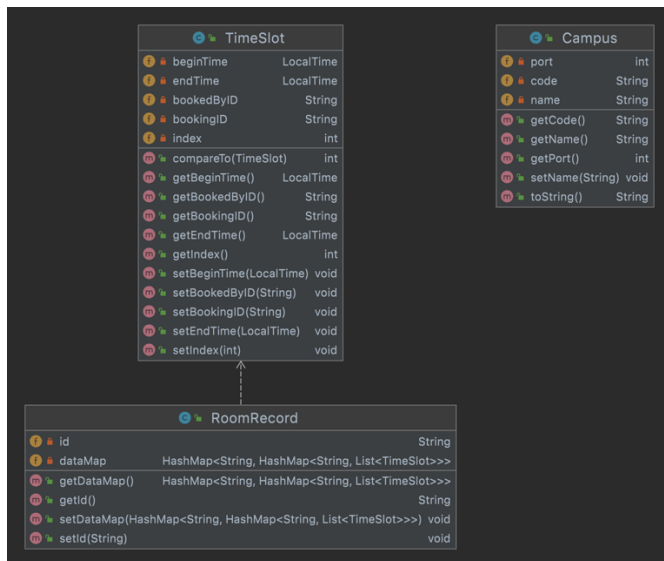 TimeSlot
beginTime LocalTime
endTime LocalTime
bookedByID String
bookingID String
index int
compareTo(TimeSlot) int
getBeginTime() LocalTime
getBookedByID() String
getBookingID() String
getEndTime() LocalTime
getIndex() int
setBeginTime(LocalTime) void
setBookedByID(String) void
setBookingID(String) void
setEndTime(LocalTime) void
setIndex(int) void
Campus
port int
code String
name String
getCode() String
getName() String
getPort() int
setName(String) void
toString() String
RoomRecord
id String
dataMap HashMap<String, HashMap<String, List<TimeSlot>>>
getDataMap() HashMap<String, HashMap<String, List<TimeSlot>>>
getId() String
setDataMap(HashMap<String, HashMap<String, List<TimeSlot>>>) void
setId(String) void